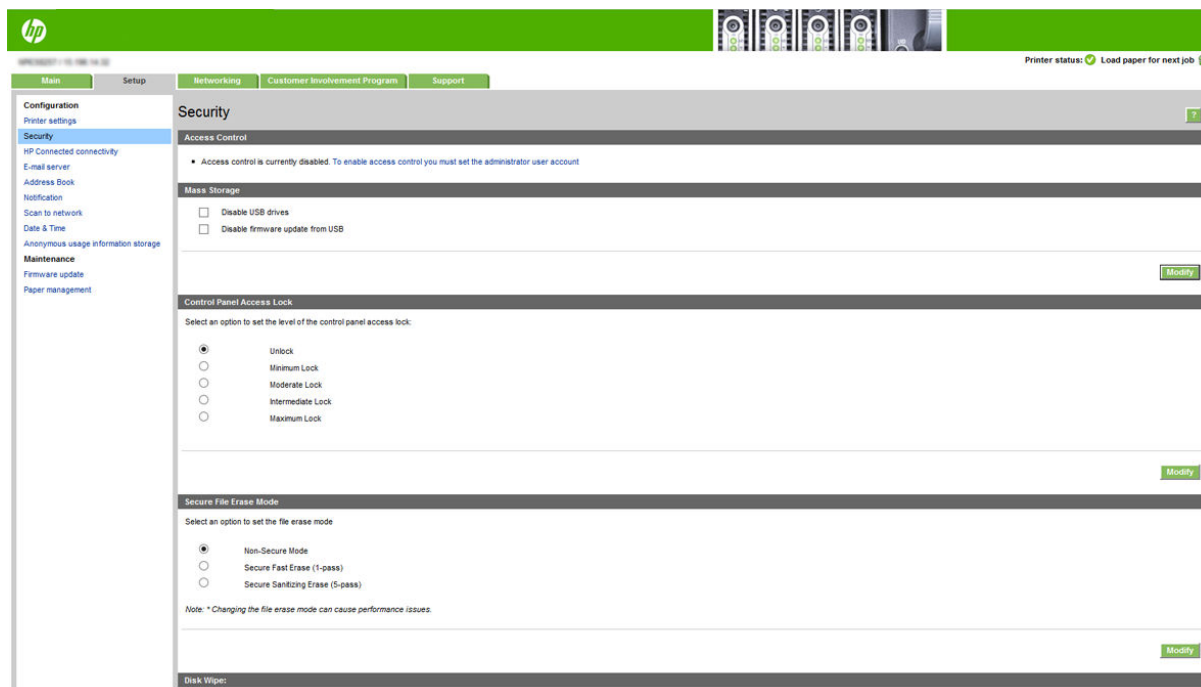 hp
Printer status: Load paper for next job
Main Setup Networking Customer Involvement Program Support
Configuration
Printer settings
Security
HP Connected connectivity
E-mail server
Address Book
Notification
Scan to network
Date & Time
Anonymous usage information storage
Maintenance
Firmware update
Paper management
Security
?
Access Control
Access control is currently disabled. To enable access control you must set the administrator user account
Mass Storage
Disable USB drives
Disable firmware update from USB
Modify
Control Panel Access Lock
Select an option to set the level of the control panel access lock:
Unlock
Minimum Lock
Moderate Lock
Intermediate Lock
Maximum Lock
Modify
Secure File Erase Mode
Select an option to set the file erase mode
Non-Secure Mode
Secure Fast Erase (1-pass)
Secure Sanitizing Erase (5-pass)
Note: * Changing the file erase mode can cause performance issues.
Modify
Disk Wipe: